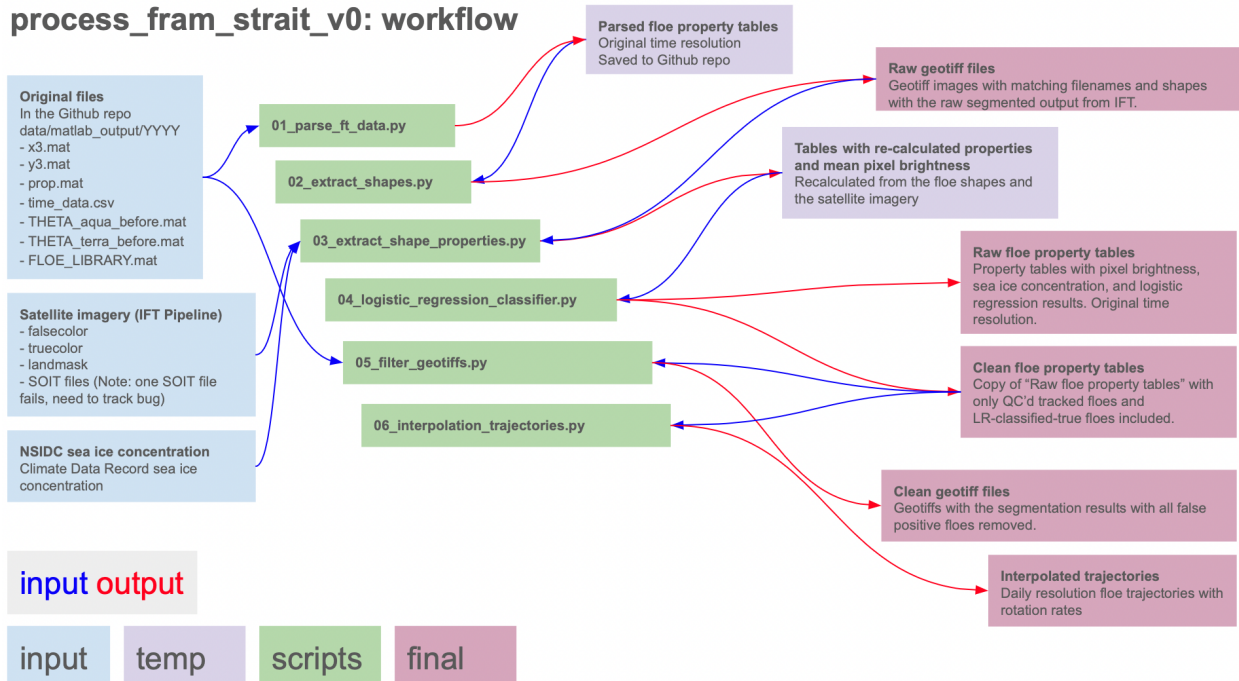 process_fram_strait_v0: workflow
Original files
In the Github repo
data/matlab_output/YYYY
- x3.mat
- y3.mat
- prop.mat
- time_data.csv
- THETA_aqua_before.mat
- THETA_terra_before.mat
- FLOE_LIBRARY.mat
Satellite imagery (IFT Pipeline)
- falsecolor
- truecolor
- landmask
- SOIT files (Note: one SOIT file
fails, need to track bug)
NSIDC sea ice concentration
Climate Data Record sea ice
concentration
01_parse_ft_data.py
02_extract_shapes.py
03_extract_shape_properties.py
04_logistic_regression_classifier.py
05_filter_geotiffs.py
06_interpolation_trajectories.py
Parsed floe property tables
Original time resolution
Saved to Github repo
Raw geotiff files
Geotiff images with matching filenames and shapes
with the raw segmented output from IFT.
Tables with re-calculated properties
and mean pixel brightness
Recalculated from the floe shapes and
the satellite imagery
Raw floe property tables
Property tables with pixel brightness,
sea ice concentration, and logistic
regression results. Original time
resolution.
Clean floe property tables
Copy of “Raw floe property tables” with
only QC’d tracked floes and
LR-classified-true floes included.
Clean geotiff files
Geotiffs with the segmentation results with all false
positive floes removed.
Interpolated trajectories
Daily resolution floe trajectories with
rotation rates
input output
input
temp
scripts
final